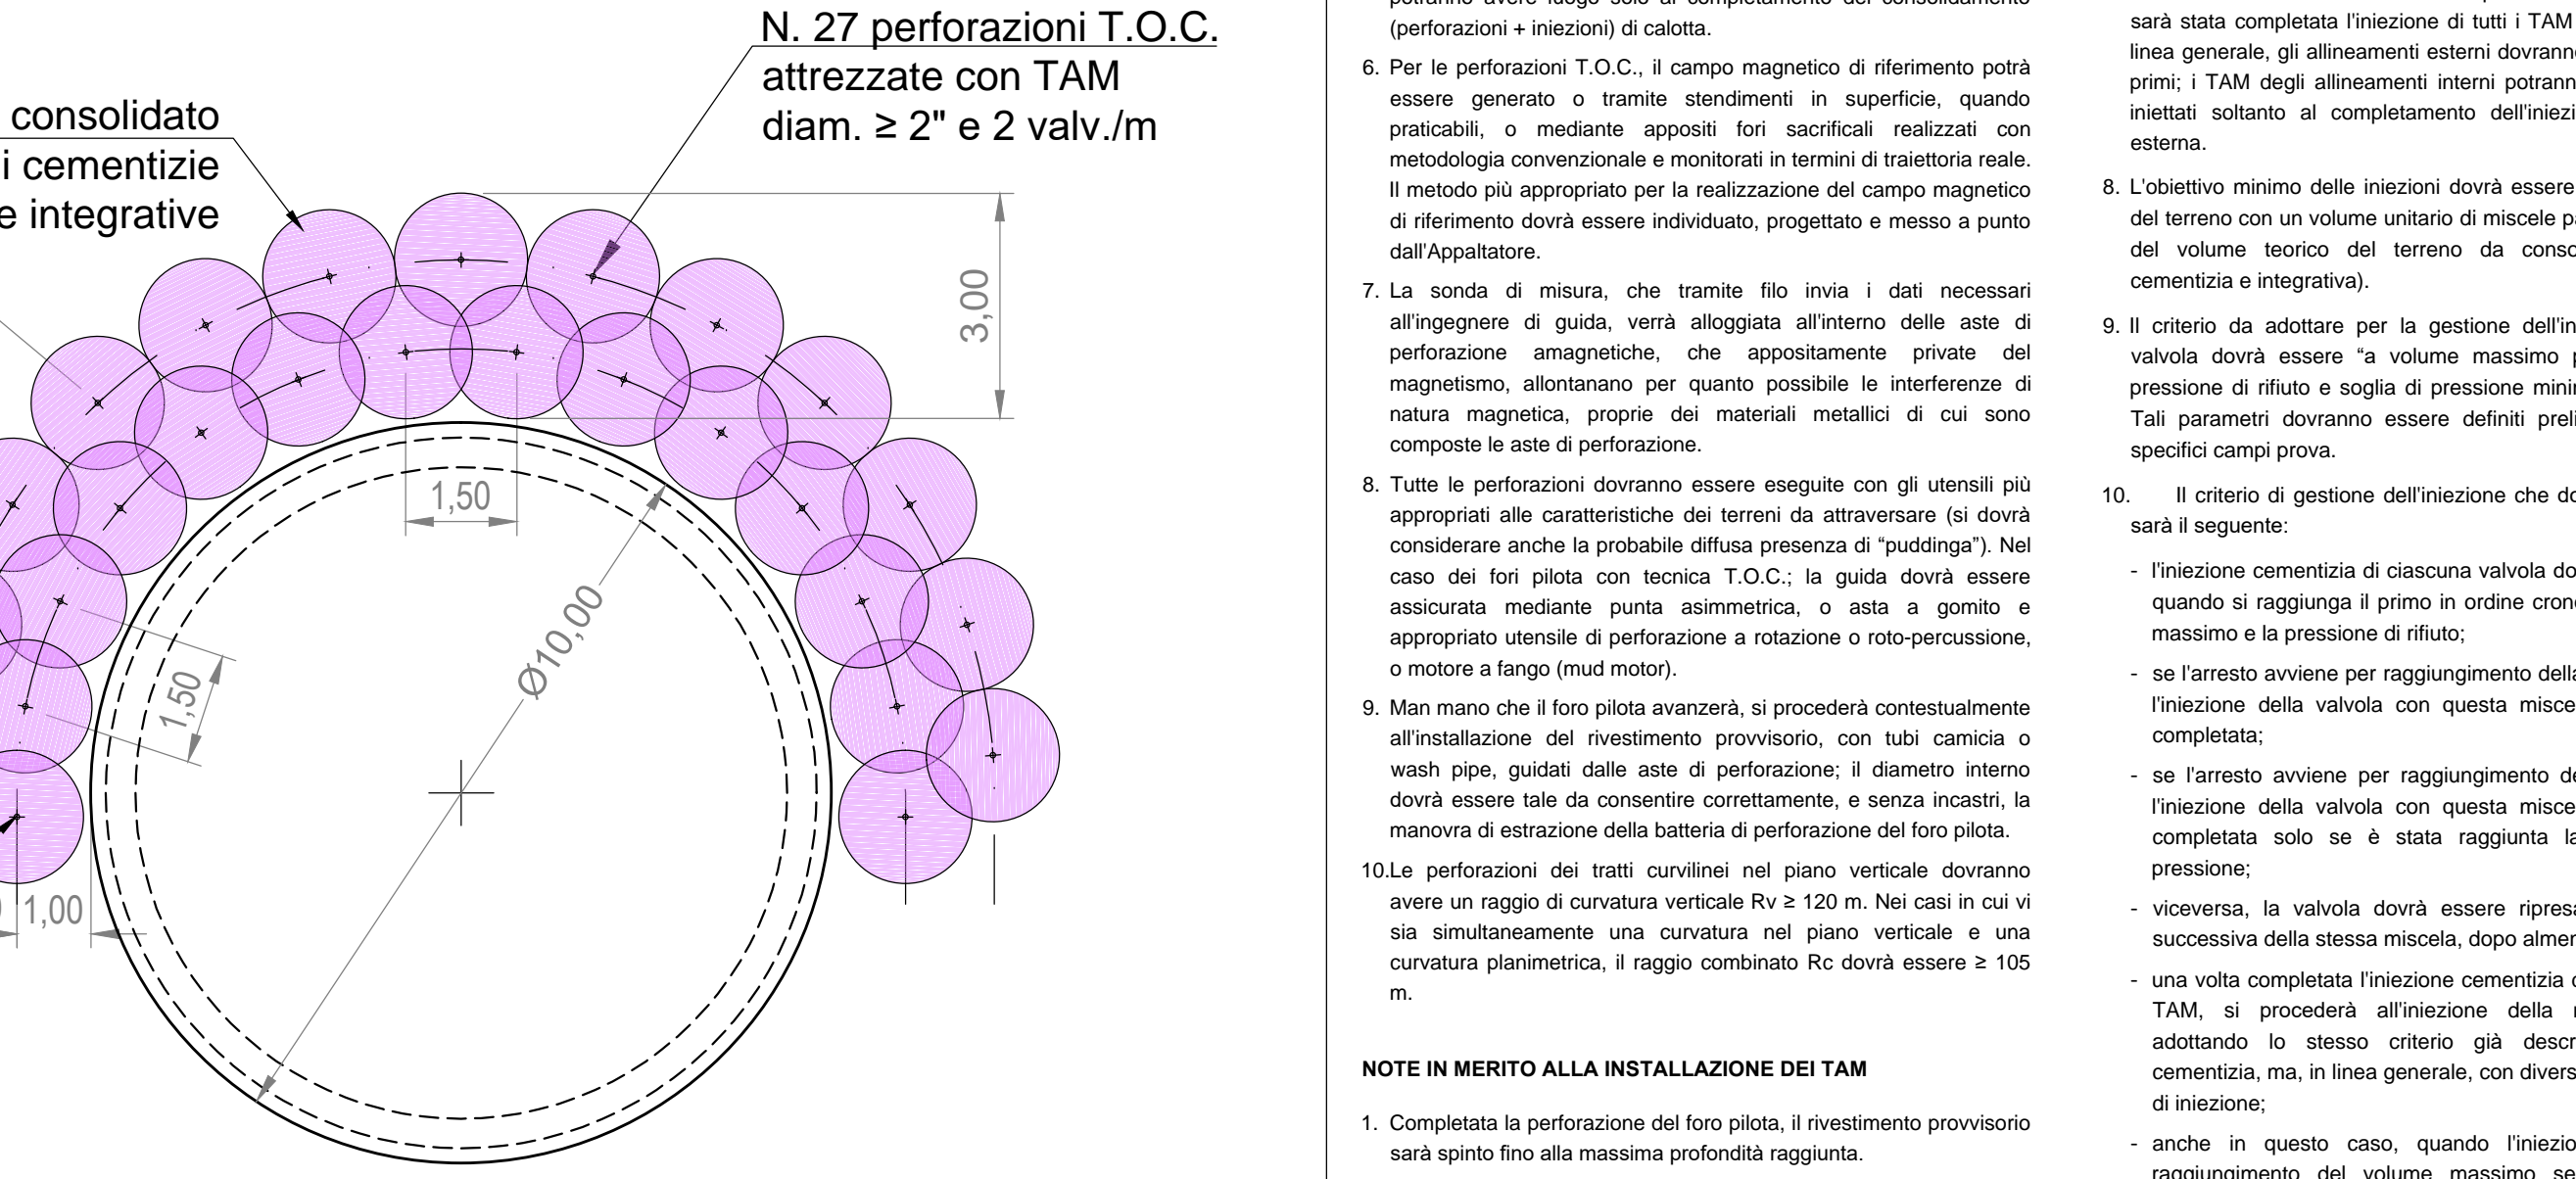 N. 27 perforazioni T.O.C.
attrezzate con TAM
diam. ≥ 2" e 2 valv./m
consolidato
i cementizie
e integrative
3,00
1,50
Ø10,00
1,50
1,00
potranno avere luogo solo al completamento del consolidamento
(perforazioni + iniezioni) di calotta.
6. Per le perforazioni T.O.C., il campo magnetico di riferimento potrà
essere generato o tramite stendimenti in superficie, quando
praticabili, o mediante appositi fori sacrificali realizzati con
metodologia convenzionale e monitorati in termini di traiettoria reale.
Il metodo più appropriato per la realizzazione del campo magnetico
di riferimento dovrà essere individuato, progettato e messo a punto
dall'Appaltatore.
7. La sonda di misura, che tramite filo invia i dati necessari
all'ingegnere di guida, verrà alloggiata all'interno delle aste di
perforazione amagnetiche, che appositamente private del
magnetismo, allontanano per quanto possibile le interferenze di
natura magnetica, proprie dei materiali metallici di cui sono
composte le aste di perforazione.
8. Tutte le perforazioni dovranno essere eseguite con gli utensili più
appropriati alle caratteristiche dei terreni da attraversare (si dovrà
considerare anche la probabile diffusa presenza di “puddinga”). Nel
caso dei fori pilota con tecnica T.O.C.; la guida dovrà essere
assicurata mediante punta asimmetrica, o asta a gomito e
appropriato utensile di perforazione a rotazione o roto-percussione,
o motore a fango (mud motor).
9. Man mano che il foro pilota avanzerà, si procederà contestualmente
all'installazione del rivestimento provvisorio, con tubi camicia o
wash pipe, guidati dalle aste di perforazione; il diametro interno
dovrà essere tale da consentire correttamente, e senza incastri, la
manovra di estrazione della batteria di perforazione del foro pilota.
10.Le perforazioni dei tratti curvilinei nel piano verticale dovranno
avere un raggio di curvatura verticale Rv ≥ 120 m. Nei casi in cui vi
sia simultaneamente una curvatura nel piano verticale e una
curvatura planimetrica, il raggio combinato Rc dovrà essere ≥ 105
m.
NOTE IN MERITO ALLA INSTALLAZIONE DEI TAM
1. Completata la perforazione del foro pilota, il rivestimento provvisorio
sarà spinto fino alla massima profondità raggiunta.
sarà stata completata l'iniezione di tutti i TAM
linea generale, gli allineamenti esterni dovrann
primi; i TAM degli allineamenti interni potrann
iniettati soltanto al completamento dell'iniezi
esterna.
8. L'obiettivo minimo delle iniezioni dovrà essere
del terreno con un volume unitario di miscele p
del volume teorico del terreno da conso
cementizia e integrativa).
9. Il criterio da adottare per la gestione dell'in
valvola dovrà essere “a volume massimo p
pressione di rifiuto e soglia di pressione mini
Tali parametri dovranno essere definiti preli
specifici campi prova.
10. Il criterio di gestione dell'iniezione che do
sarà il seguente:
- l'iniezione cementizia di ciascuna valvola do
quando si raggiunga il primo in ordine cron
massimo e la pressione di rifiuto;
- se l'arresto avviene per raggiungimento della
l'iniezione della valvola con questa misce
completata;
- se l'arresto avviene per raggiungimento de
l'iniezione della valvola con questa misce
completata solo se è stata raggiunta la
pressione;
- viceversa, la valvola dovrà essere ripresa
successiva della stessa miscela, dopo almen
- una volta completata l'iniezione cementizia
TAM, si procederà all'iniezione della
adottando lo stesso criterio già descr
cementizia, ma, in linea generale, con divers
di iniezione;
- anche in questo caso, quando l'iniezio
raggiungimento del volume massimo se